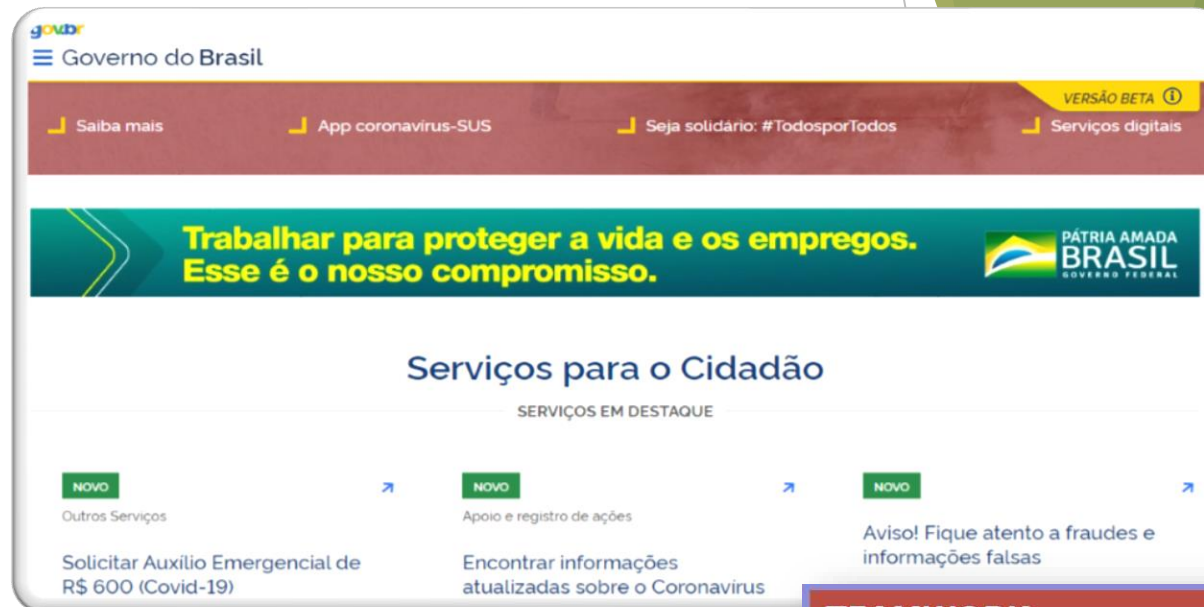 gov.br
Governo do Brasil
VERSÃO BETA
Saiba mais
App coronavírus-SUS
Seja solidário: #TodosporTodos
Serviços digitais
Trabalhar para proteger a vida e os empregos.
Esse é o nosso compromisso.
PÁTRIA AMADA
BRASIL
GOVERNO FEDERAL
Serviços para o Cidadão
SERVIÇOS EM DESTAQUE
NOVO
Outros Serviços
Solicitar Auxílio Emergencial de
R$ 600 (Covid-19)
NOVO
Apoio e registro de ações
Encontrar informações
atualizadas sobre o Coronavírus
NOVO
Aviso! Fique atento a fraudes e
informações falsas